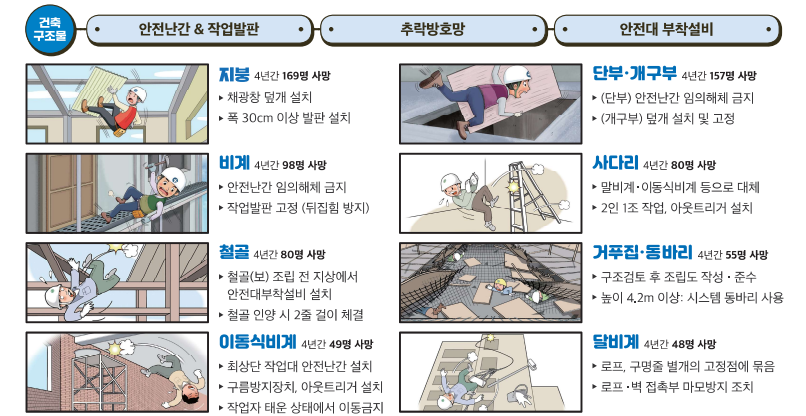 건축
구조물
안전난간 & 작업발판
추락방호망
안전대 부착설비
지붕 4년간 169명 사망
▸ 채광창 덮개 설치
▸ 폭 30cm 이상 발판 설치
단부·개구부 4년간 157명 사망
▸ (단부) 안전난간 임의해체 금지
▸ (개구부) 덮개 설치 및 고정
비계 4년간 98명 사망
▸ 안전난간 임의해체 금지
▸ 작업발판 고정 (뒤집힘 방지)
사다리 4년간 80명 사망
▸ 말비계·이동식비계 등으로 대체
▸ 2인 1조 작업, 아웃트리거 설치
철골 4년간 80명 사망
▸ 철골(보) 조립 전 지상에서
안전대부착설비 설치
▸ 철골 인양 시 2줄 걸이 체결
거푸집·동바리 4년간 55명 사망
▸ 구조검토 후 조립도 작성·준수
▸ 높이 4.2m 이상: 시스템 동바리 사용
이동식비계 4년간 49명 사망
▸ 최상단 작업대 안전난간 설치
▸ 구름방지장치, 아웃트리거 설치
▸ 작업자 태운 상태에서 이동금지
달비계 4년간 48명 사망
▸ 로프, 구명줄 별개의 고정점에 묶음
▸ 로프·벽 접촉부 마모방지 조치